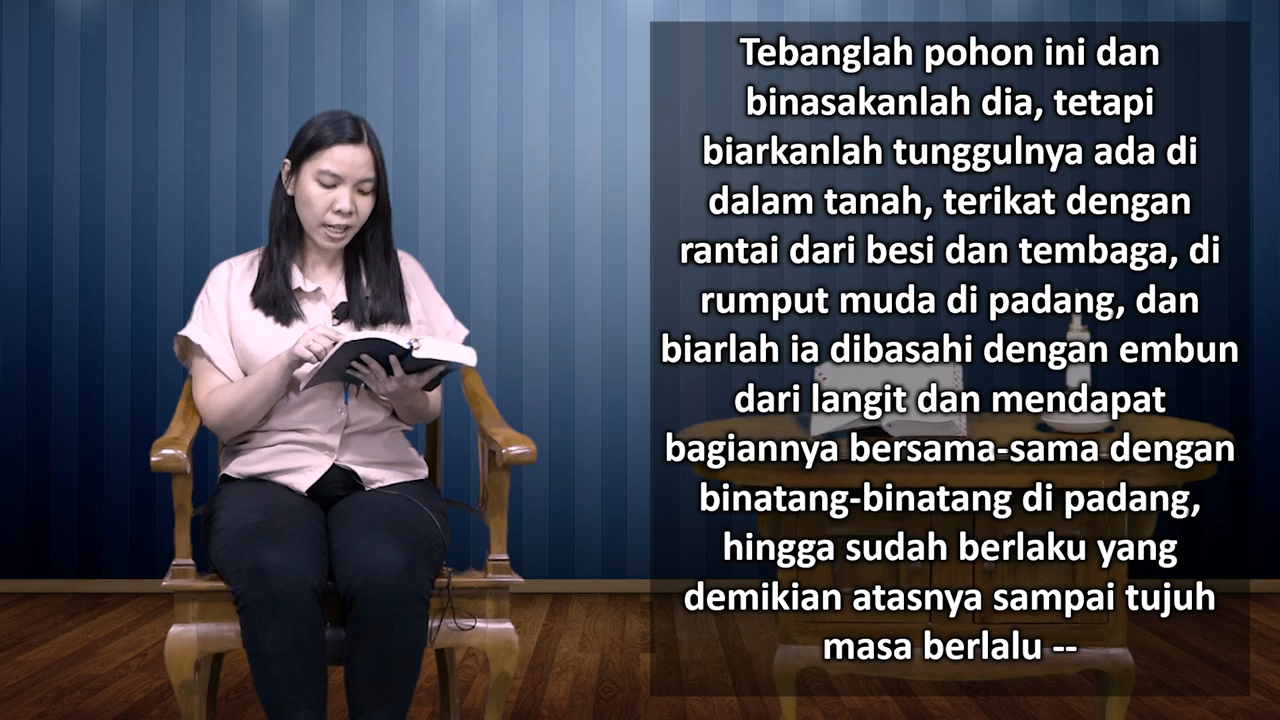 Tebanglah pohon ini dan
binasakanlah dia, tetapi
biarkanlah tunggulnya ada di
dalam tanah, terikat dengan
rantai dari besi dan tembaga, di
rumput muda di padang, dan
biarlah ia dibasahi dengan embun
dari langit dan mendapat
bagiannya bersama-sama dengan
binatang-binatang di padang,
hingga sudah berlaku yang
demikian atasnya sampai tujuh
masa berlalu --